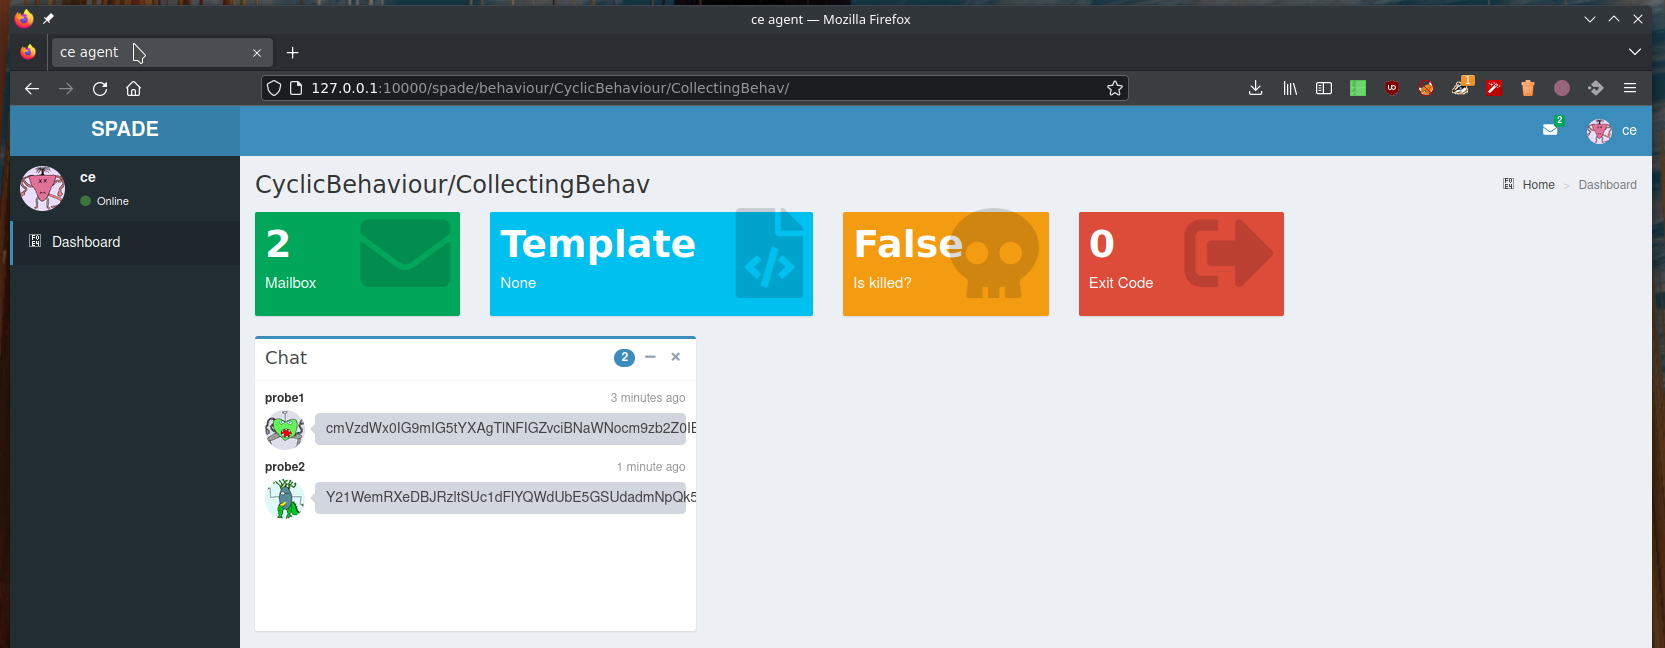 ce agent — Mozilla Firefox
ce agent
127.0.0.1:10000/spade/behaviour/CyclicBehaviour/CollectingBehav/
1
SPADE
2
ce
ce
Online
Dashboard
CyclicBehaviour/CollectingBehav
Home > Dashboard
2
Mailbox
Template
None
False
Is killed?
0
Exit Code
Chat
2
probe1
3 minutes ago
probe2
1 minute ago